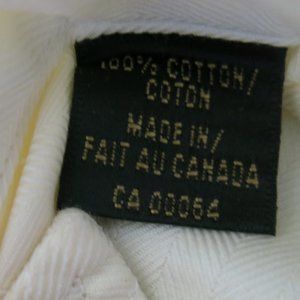 100% COTTON/
COTON
MADE IN/
FAIT AU CANADA
CA 00064